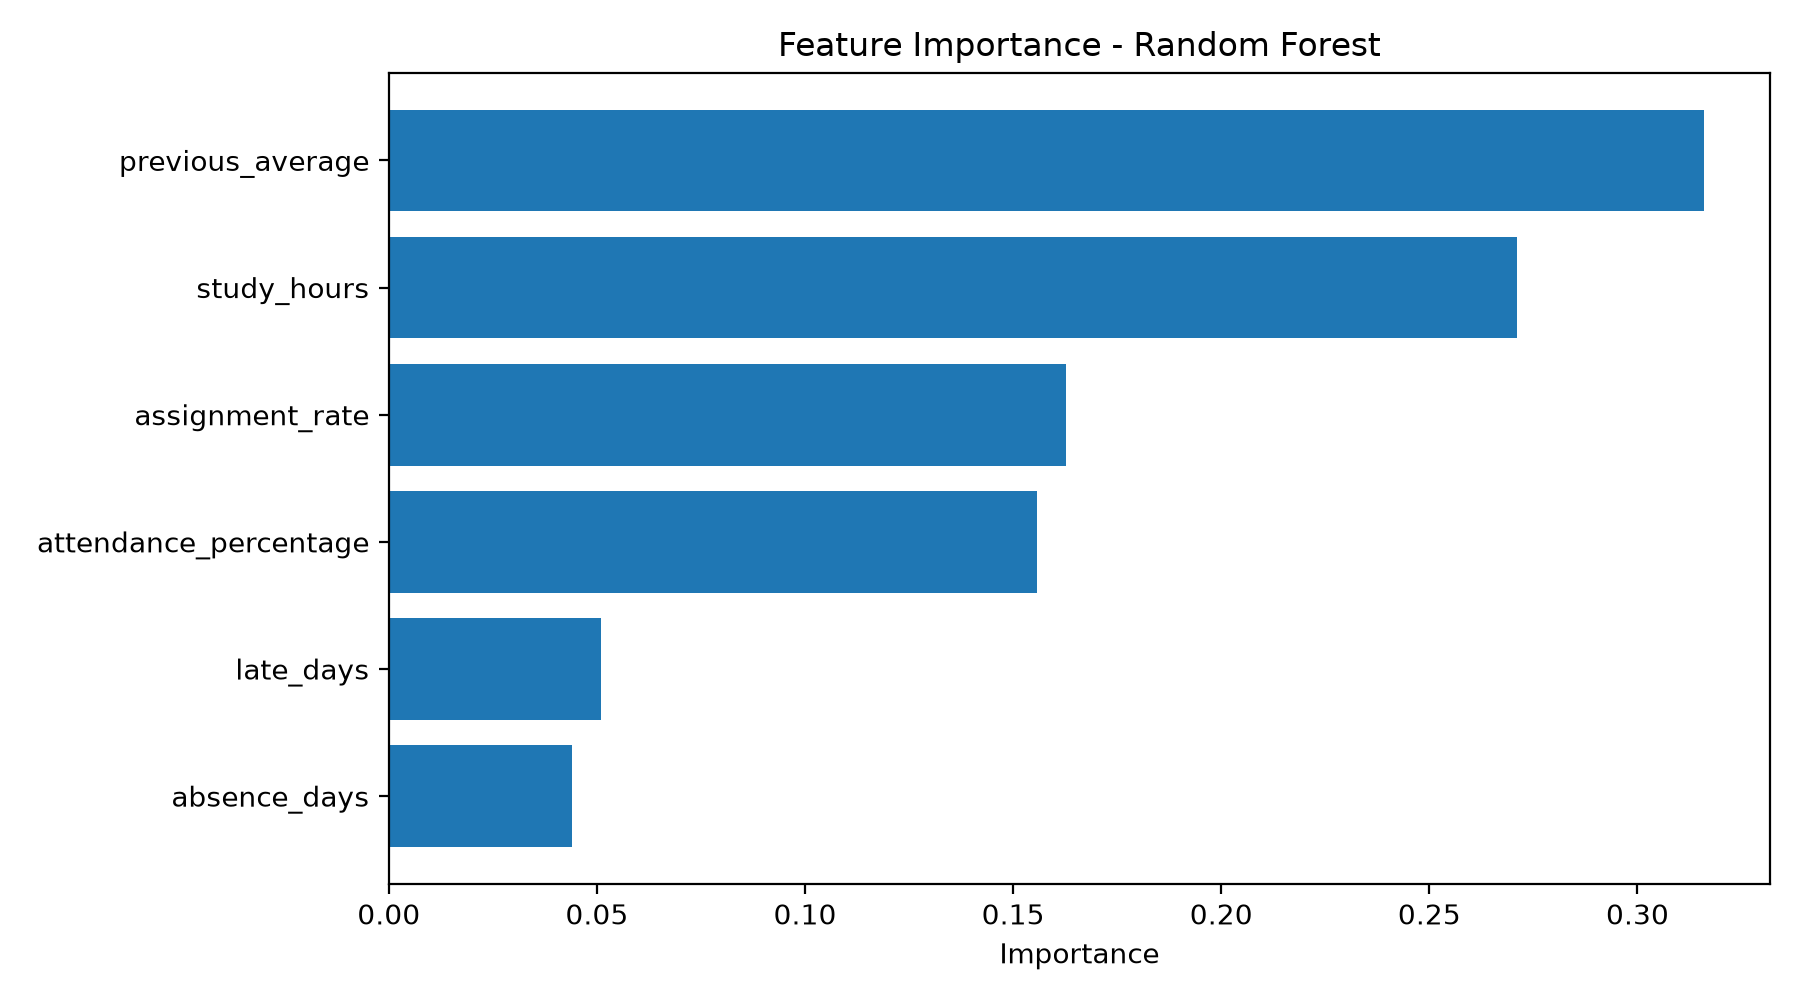 Feature Importance - Random Forest
previous_average
study_hours
assignment_rate
attendance_percentage
late_days
absence_days
0.00 0.05 0.10 0.15 0.20 0.25 0.30
Importance